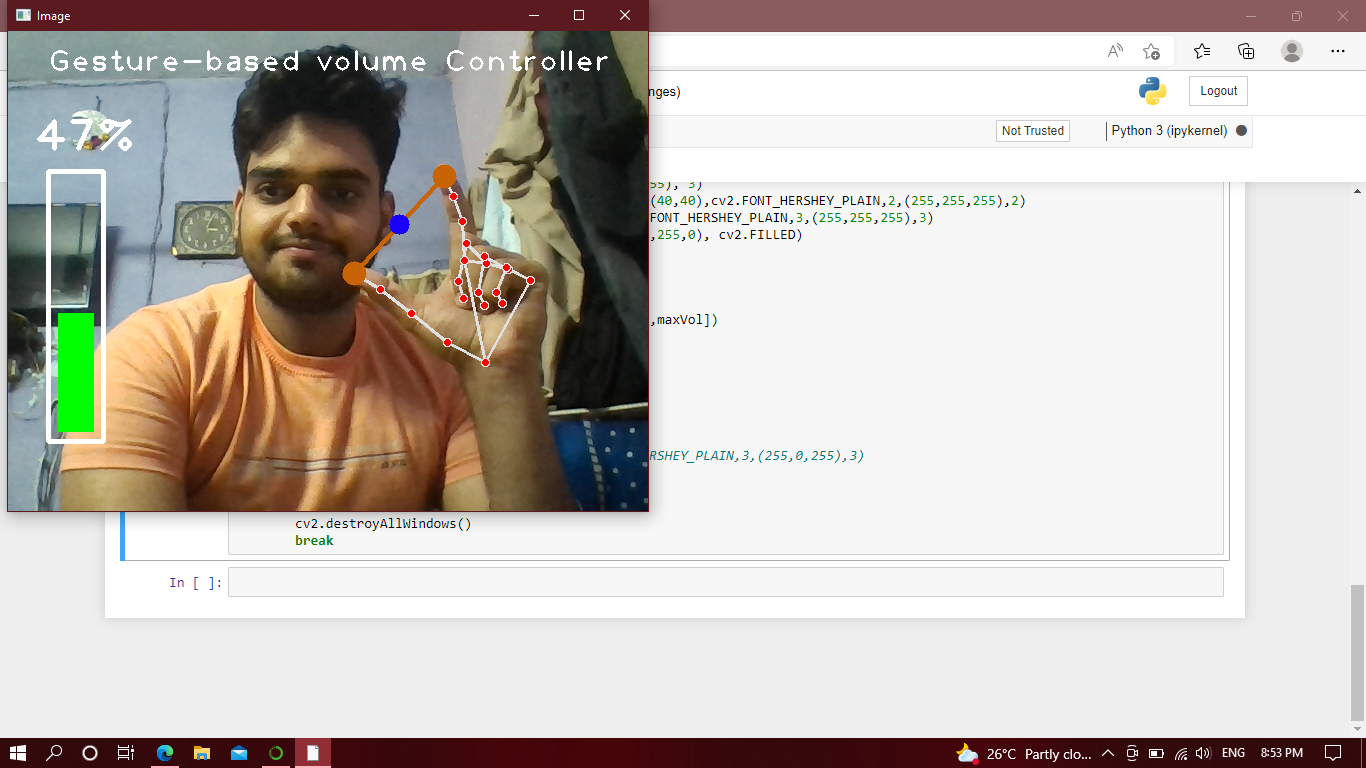 Image
Gesture-based volume Controller
47%
nges)
Logout
Not Trusted
Python 3 (ipykernel)
55), 3)
(40,40),cv2.FONT_HERSHEY_PLAIN,2,(255,255,255),2)
FONT_HERSHEY_PLAIN,3,(255,255,255),3)
,255,0), cv2.FILLED)
,maxVol])
RSHEY_PLAIN,3,(255,0,255),3)
cv2.destroyAllWindows()
break
In [ ]:
26°C Partly clo...
ENG
8:53 PM